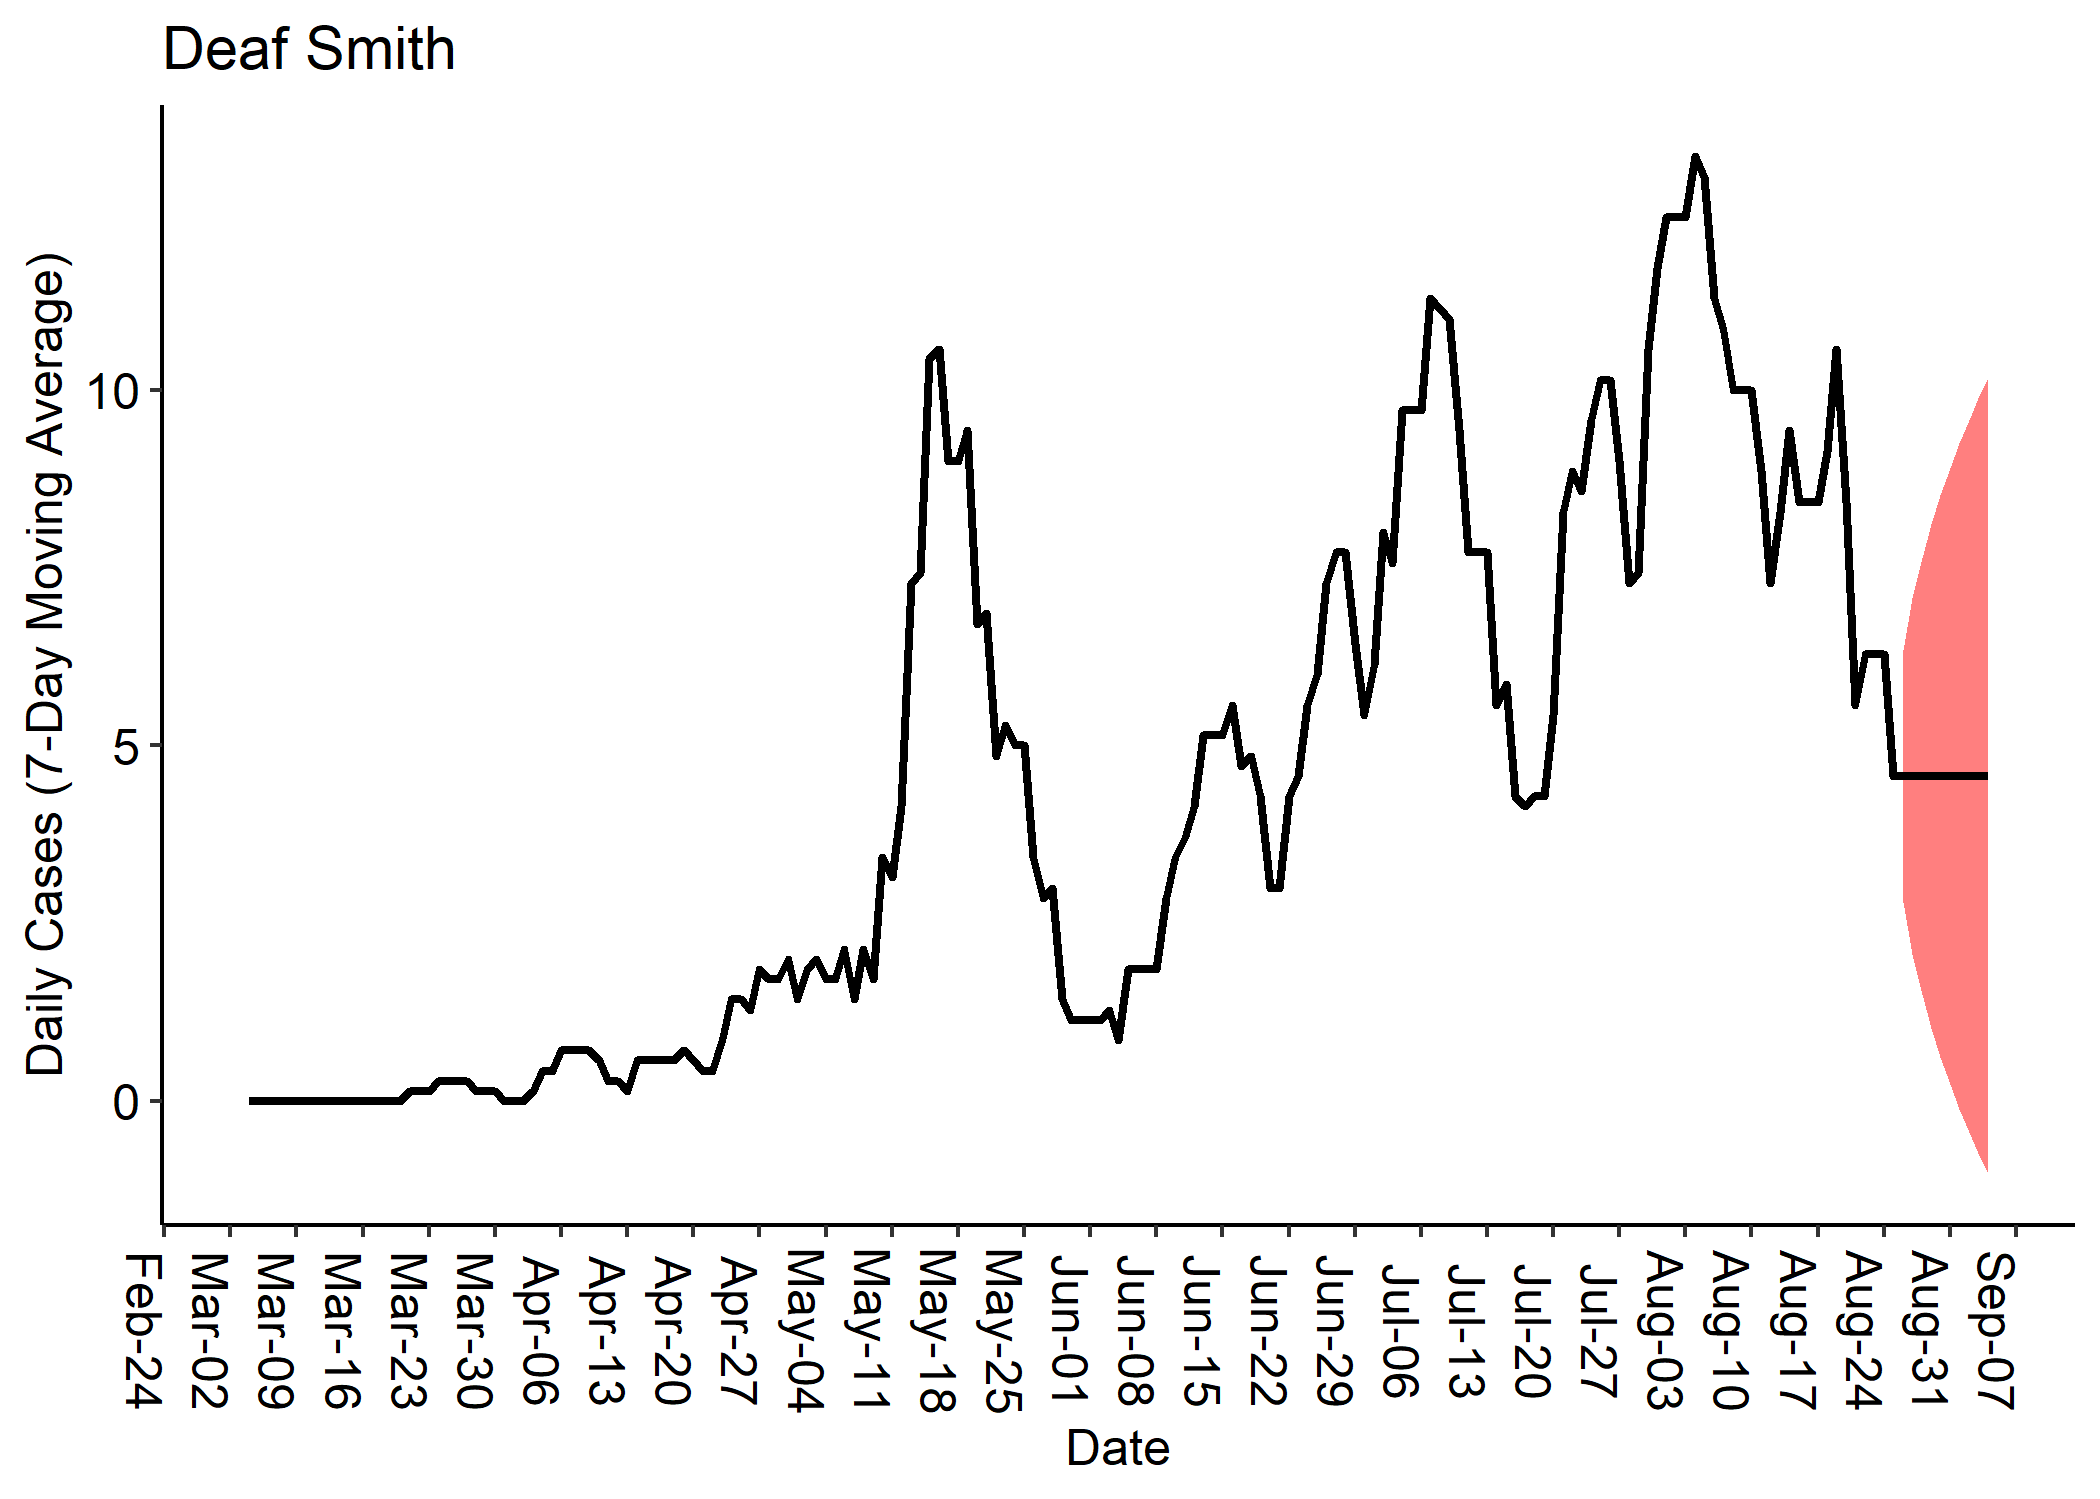 Deaf Smith
Daily Cases (7-Day Moving Average)
10
5
0
Feb-24
Mar-02
Mar-09
Mar-16
Mar-23
Mar-30
Apr-06
Apr-13
Apr-20
Apr-27
May-04
May-11
May-18
May-25
Jun-01
Jun-08
Jun-15
Jun-22
Jun-29
Jul-06
Jul-13
Jul-20
Jul-27
Aug-03
Aug-10
Aug-17
Aug-24
Aug-31
Sep-07
Date